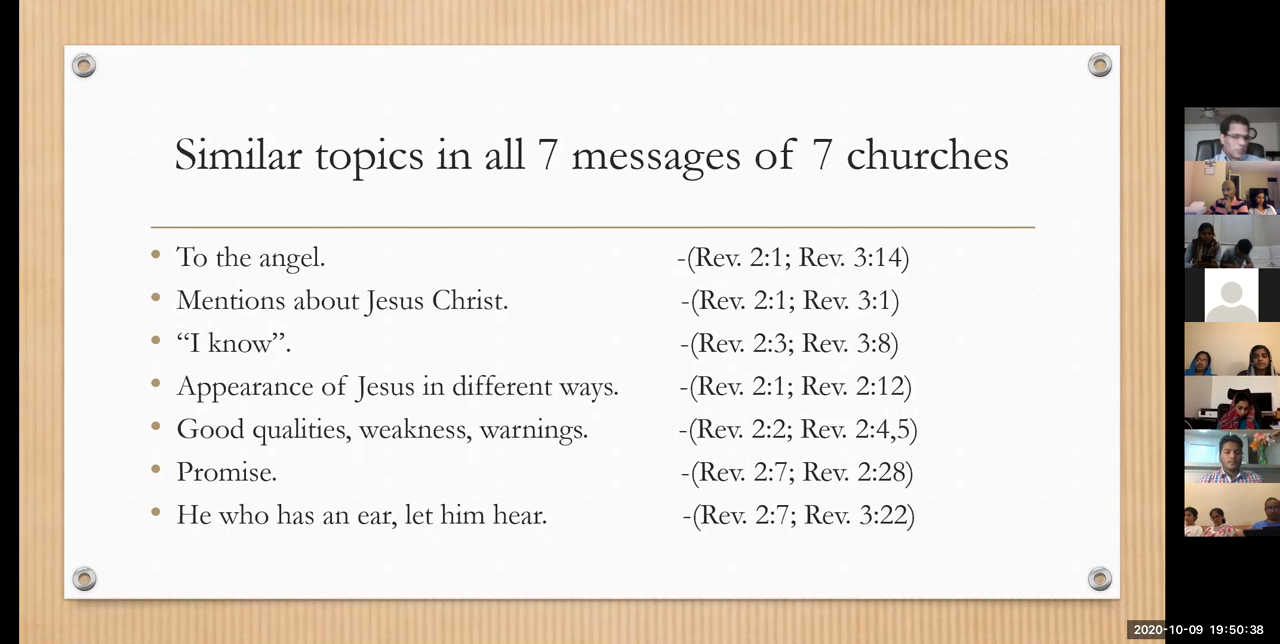 Similar topics in all 7 messages of 7 churches
• To the angel. -(Rev. 2:1; Rev. 3:14)
• Mentions about Jesus Christ. -(Rev. 2:1; Rev. 3:1)
• “I know”. -(Rev. 2:3; Rev. 3:8)
• Appearance of Jesus in different ways. -(Rev. 2:1; Rev. 2:12)
• Good qualities, weakness, warnings. -(Rev. 2:2; Rev. 2:4,5)
• Promise. -(Rev. 2:7; Rev. 2:28)
• He who has an ear, let him hear. -(Rev. 2:7; Rev. 3:22)
2020-10-09 19:50:38